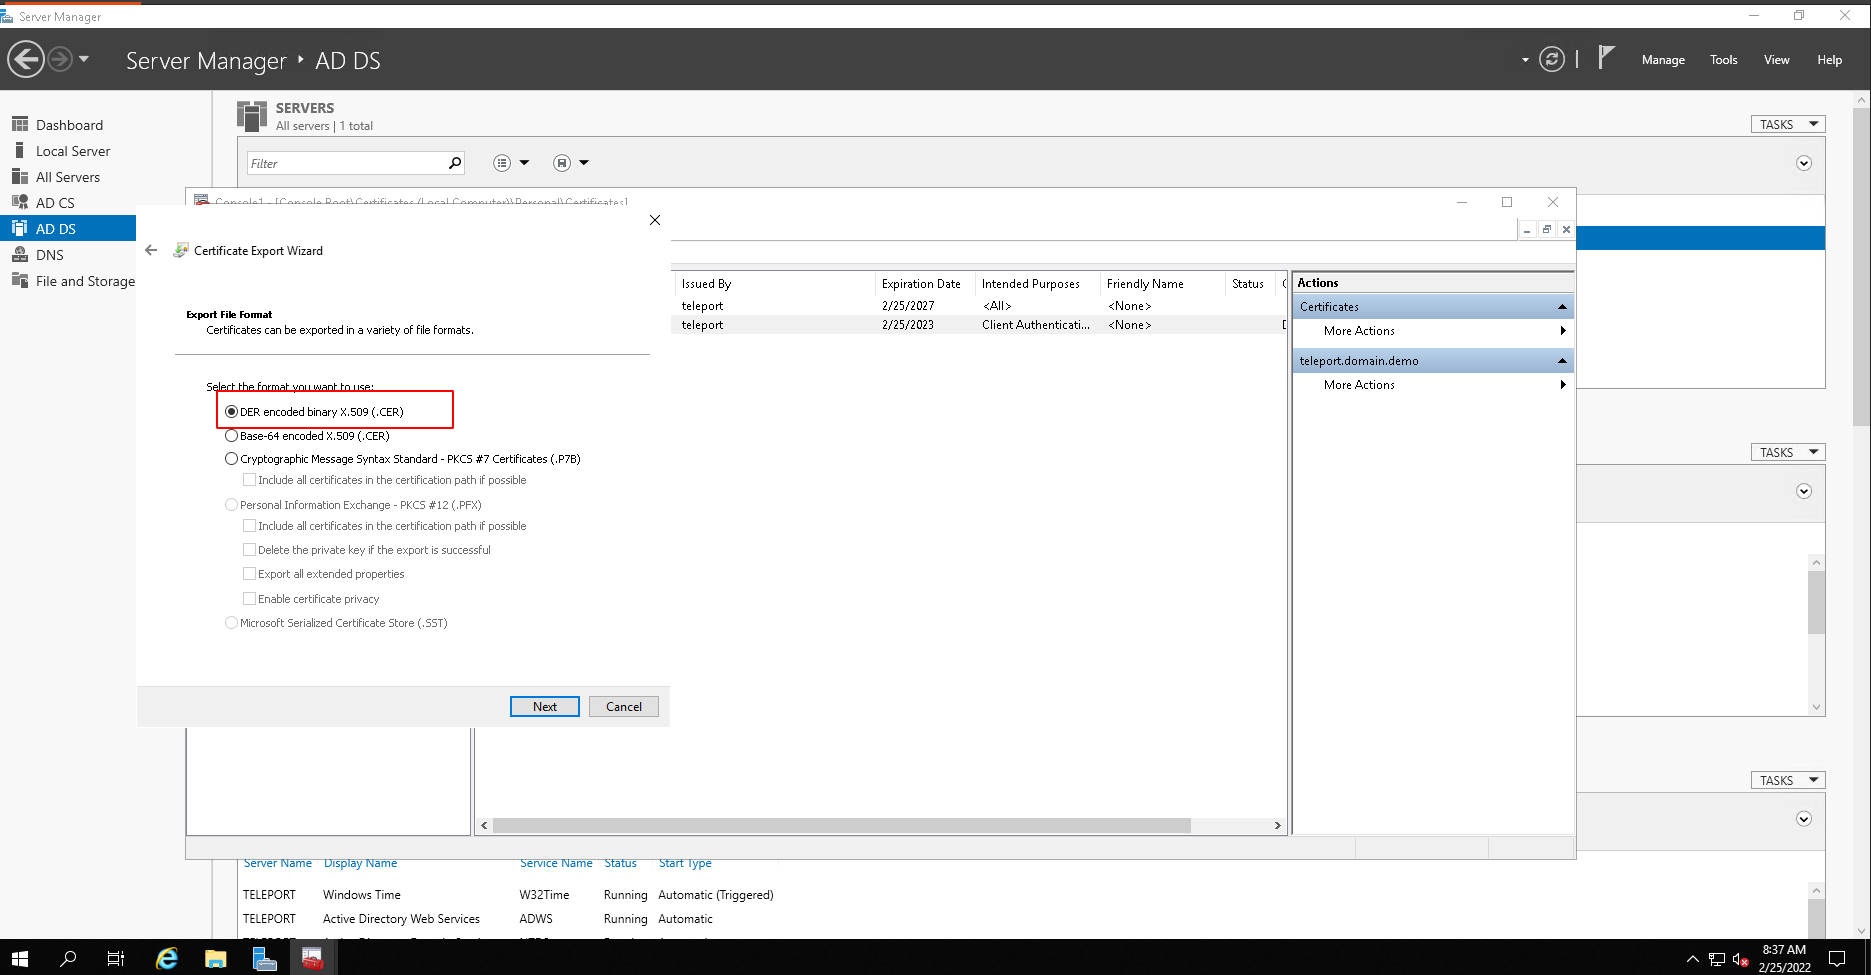 Server Manager
Server Manager ‣ AD DS
Manage Tools View Help
Dashboard
Local Server
All Servers
AD CS
AD DS
DNS
File and Storage
SERVERS
All servers | 1 total
TASKS
Filter
Console1 - [Console Root\Certificates (Local Computer)\Personal\Certificates]
Certificate Export Wizard
Export File Format
Certificates can be exported in a variety of file formats.
Select the format you want to use:
DER encoded binary X.509 (.CER)
Base-64 encoded X.509 (.CER)
Cryptographic Message Syntax Standard - PKCS #7 Certificates (.P7B)
Include all certificates in the certification path if possible
Personal Information Exchange - PKCS #12 (.PFX)
Include all certificates in the certification path if possible
Delete the private key if the export is successful
Export all extended properties
Enable certificate privacy
Microsoft Serialized Certificate Store (.SST)
Next Cancel
Issued By Expiration Date Intended Purposes Friendly Name Status
teleport 2/25/2027 <All> <None>
teleport 2/25/2023 Client Authenticati... <None>
Actions
Certificates
More Actions
teleport.domain.demo
More Actions
TASKS
TASKS
Server Name Display Name Service Name Status Start Type
TELEPORT Windows Time W32Time Running Automatic (Triggered)
TELEPORT Active Directory Web Services ADWS Running Automatic
8:37 AM
2/25/2022